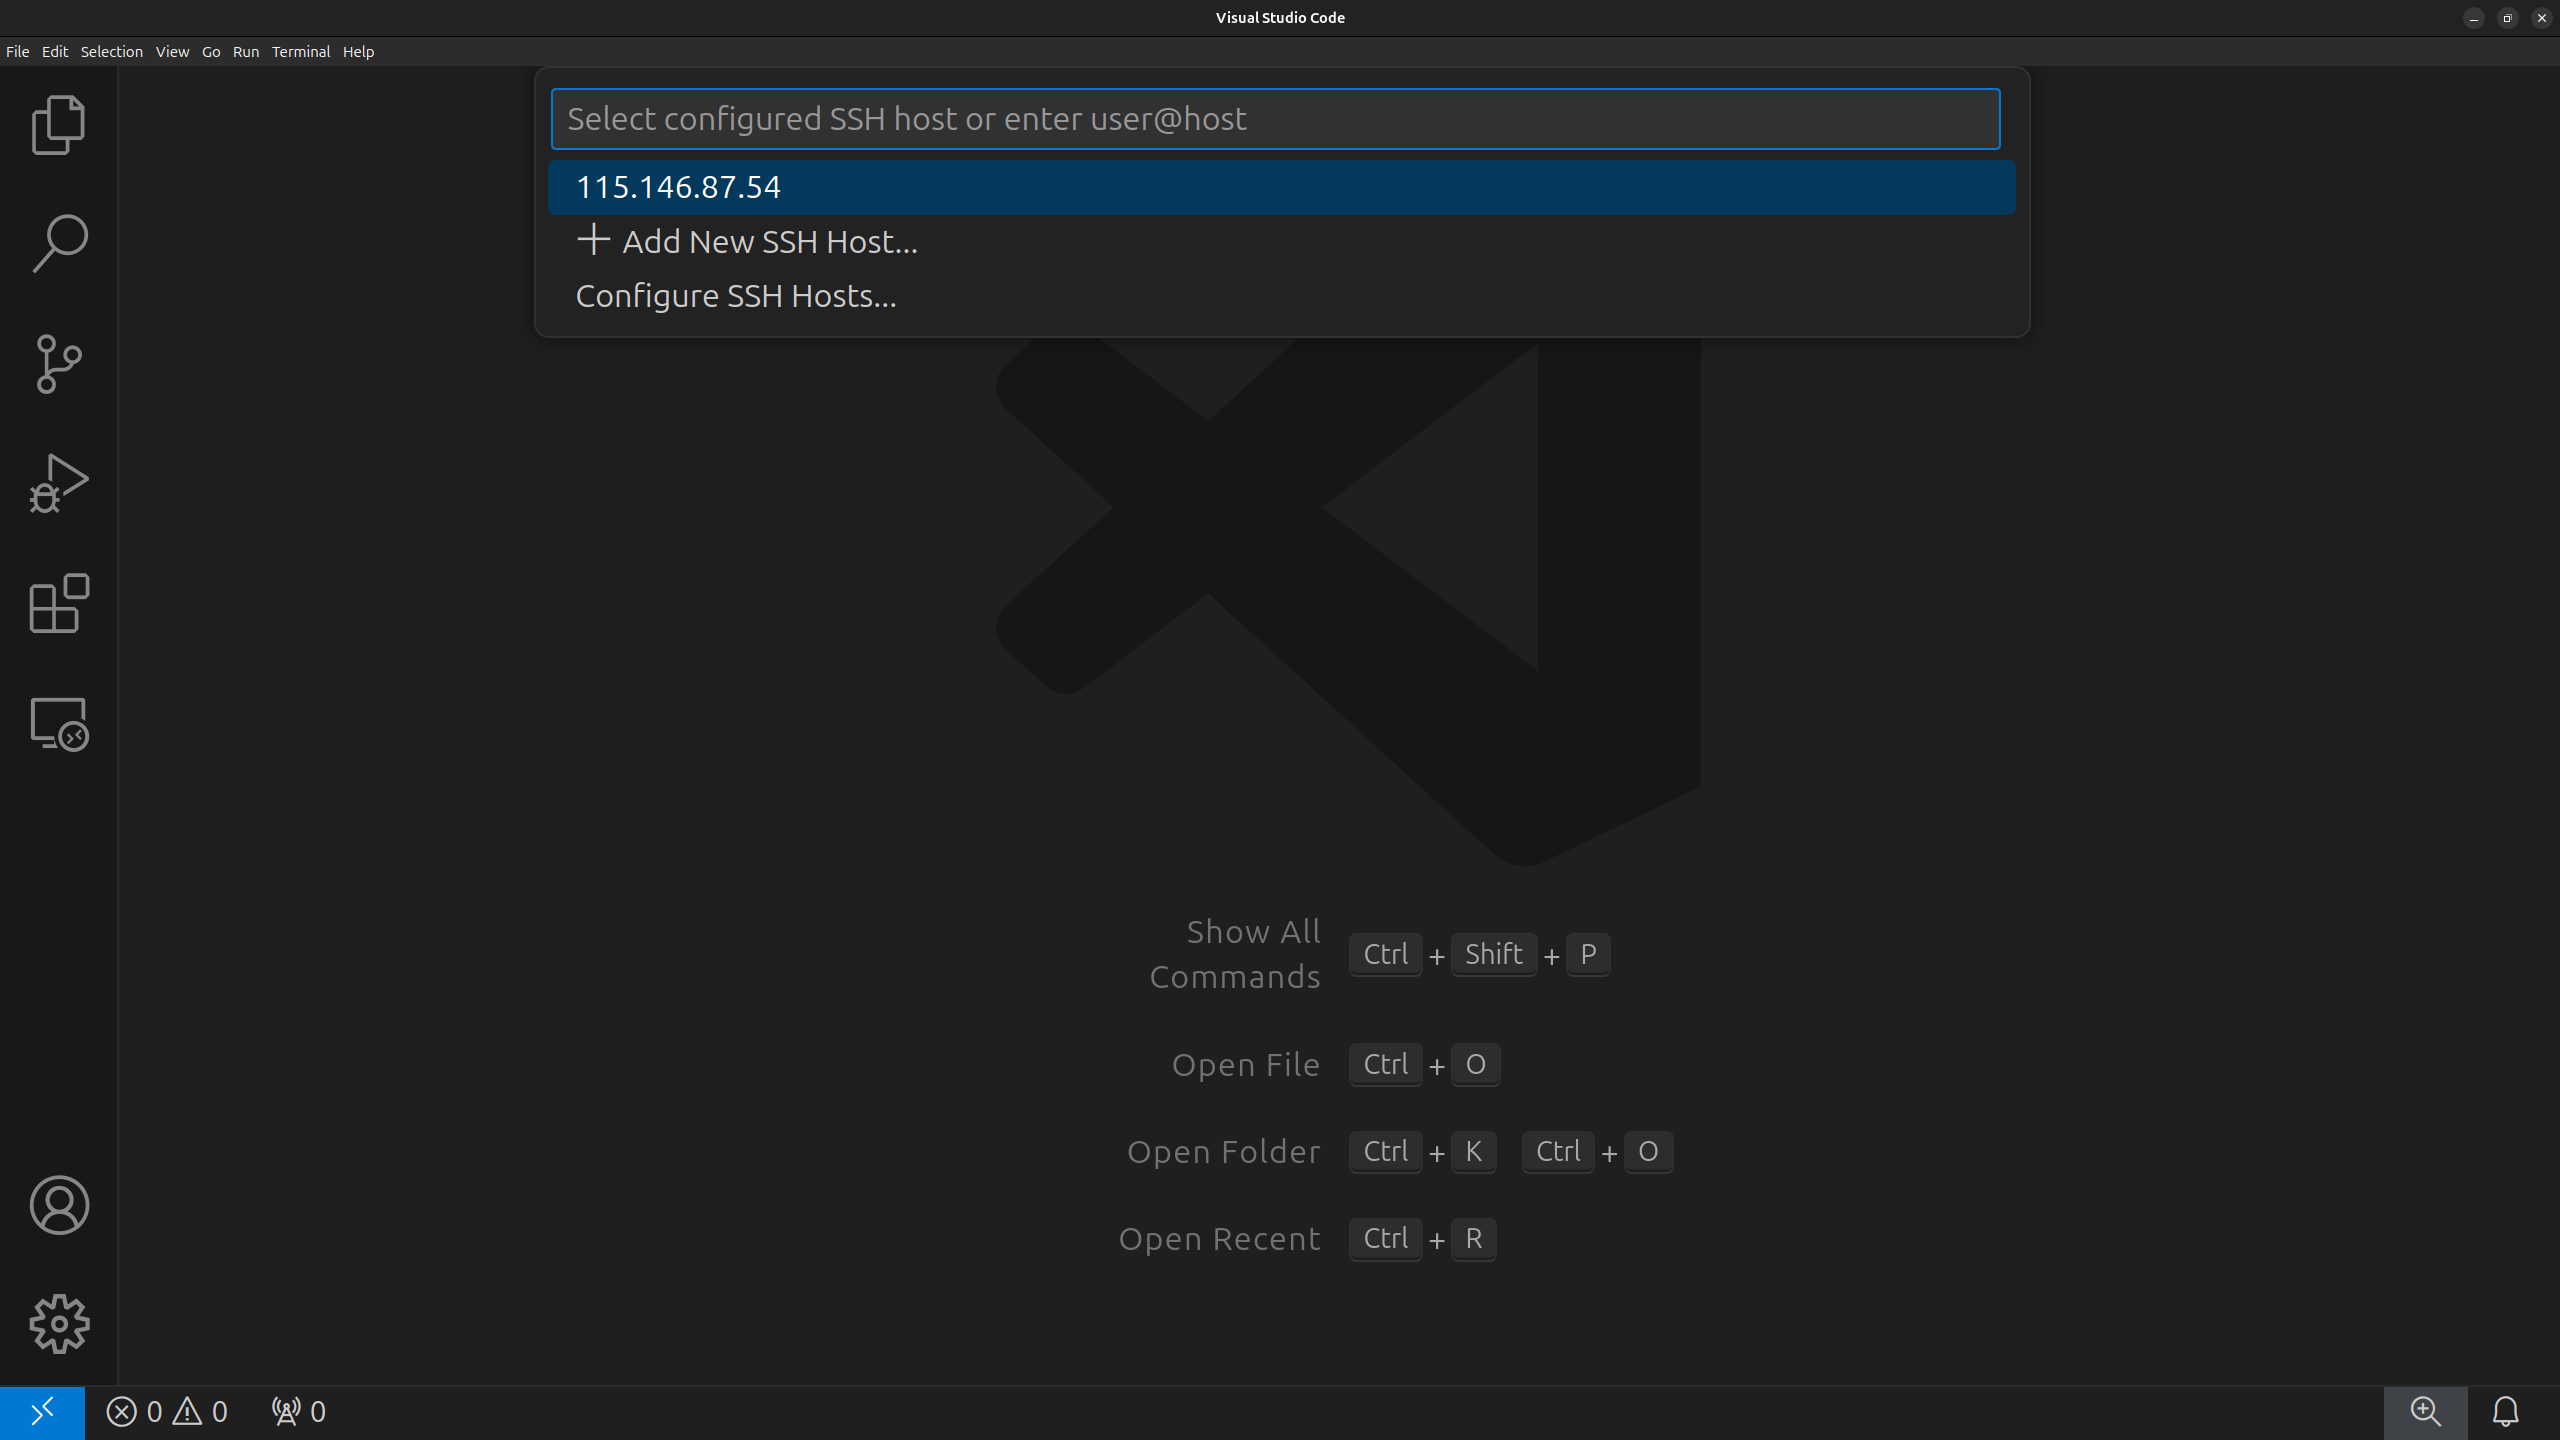 Visual Studio Code
File Edit Selection View Go Run Terminal Help
Select configured SSH host or enter user@host
115.146.87.54
Add New SSH Host...
Configure SSH Hosts...
Show All Commands Ctrl + Shift + P
Open File Ctrl + O
Open Folder Ctrl + K Ctrl + O
Open Recent Ctrl + R
0 0 0